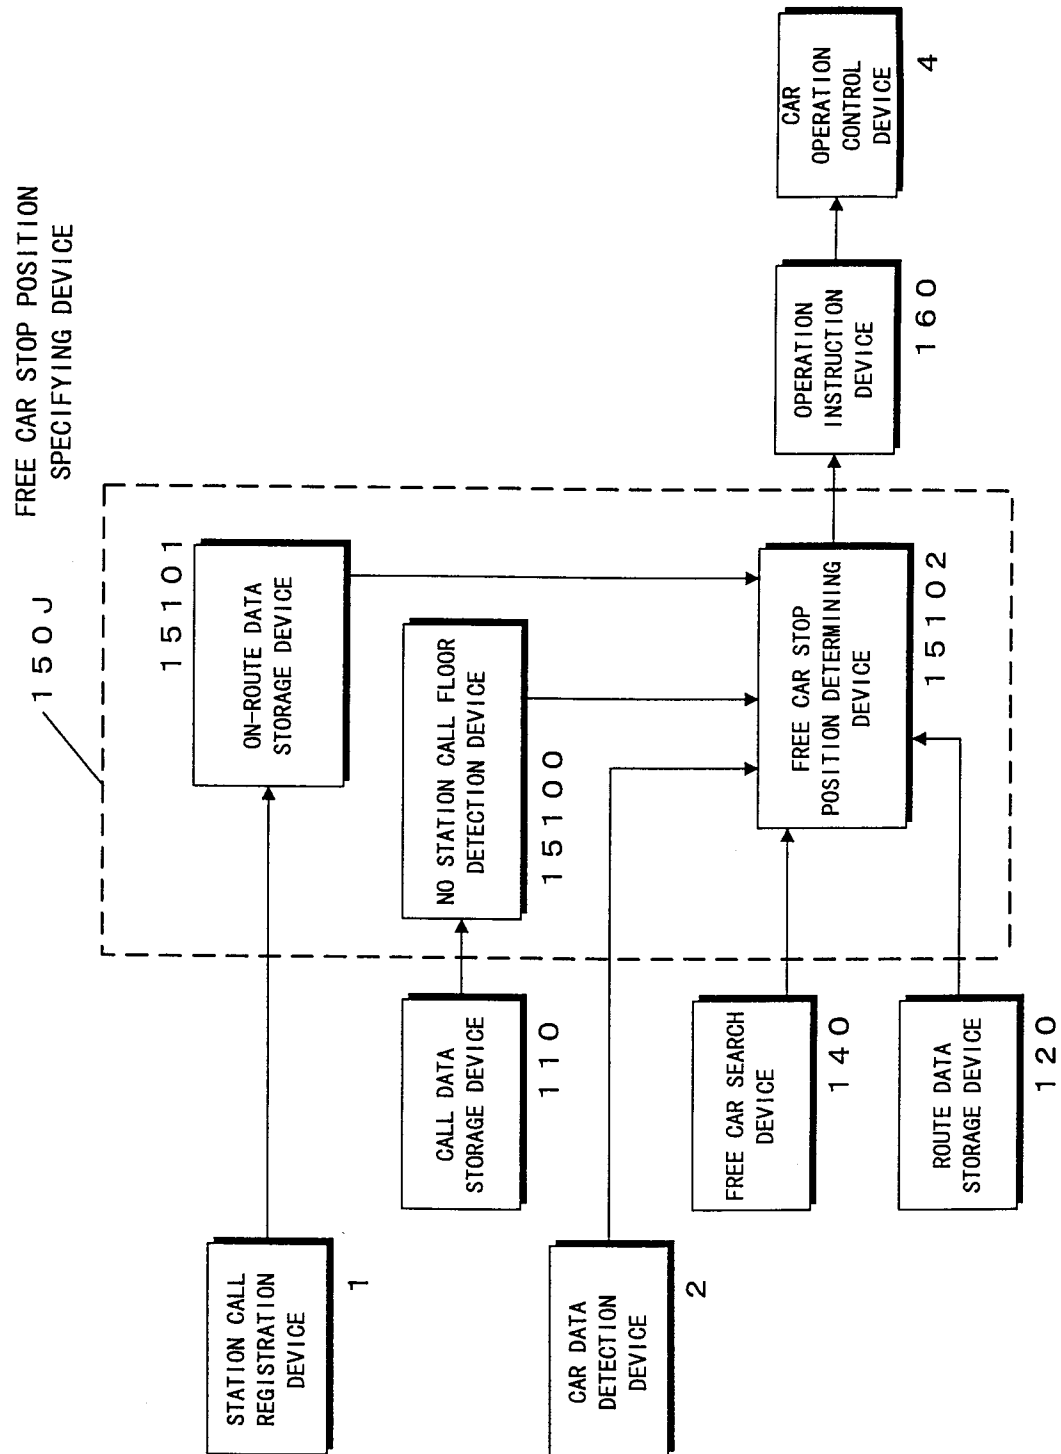 FREE CAR STOP POSITION
SPECIFYING DEVICE
150J
STATION CALL
REGISTRATION
DEVICE
1
ON-ROUTE DATA
STORAGE DEVICE
15101
CALL DATA
STORAGE DEVICE
110
NO STATION CALL FLOOR
DETECTION DEVICE
15100
CAR DATA
DETECTION
DEVICE
2
FREE CAR SEARCH
DEVICE
140
ROUTE DATA
STORAGE DEVICE
120
FREE CAR STOP
POSITION DETERMINING
DEVICE
15102
OPERATION
INSTRUCTION
DEVICE
160
CAR
OPERATION
CONTROL
DEVICE
4